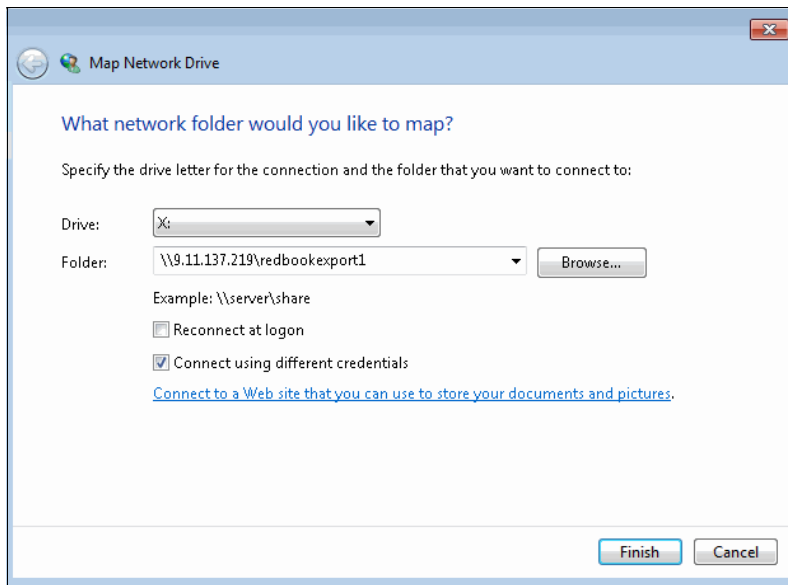 Map Network Drive
What network folder would you like to map?
Specify the drive letter for the connection and the folder that you want to connect to:
Drive: X:
Folder: \\9.11.137.219\redbookexport1 Browse...
Example: \\server\share
Reconnect at logon
Connect using different credentials
Connect to a Web site that you can use to store your documents and pictures.
Finish Cancel